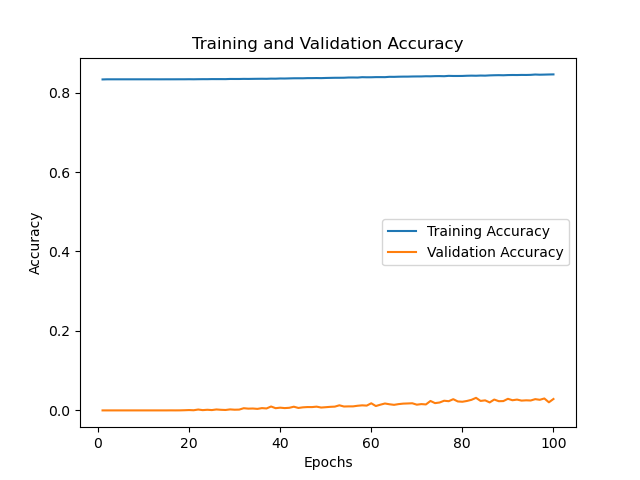 Training and Validation Accuracy
Accuracy
0.8
0.6
0.4
0.2
0.0
Training Accuracy
Validation Accuracy
0
20
40
60
80
100
Epochs